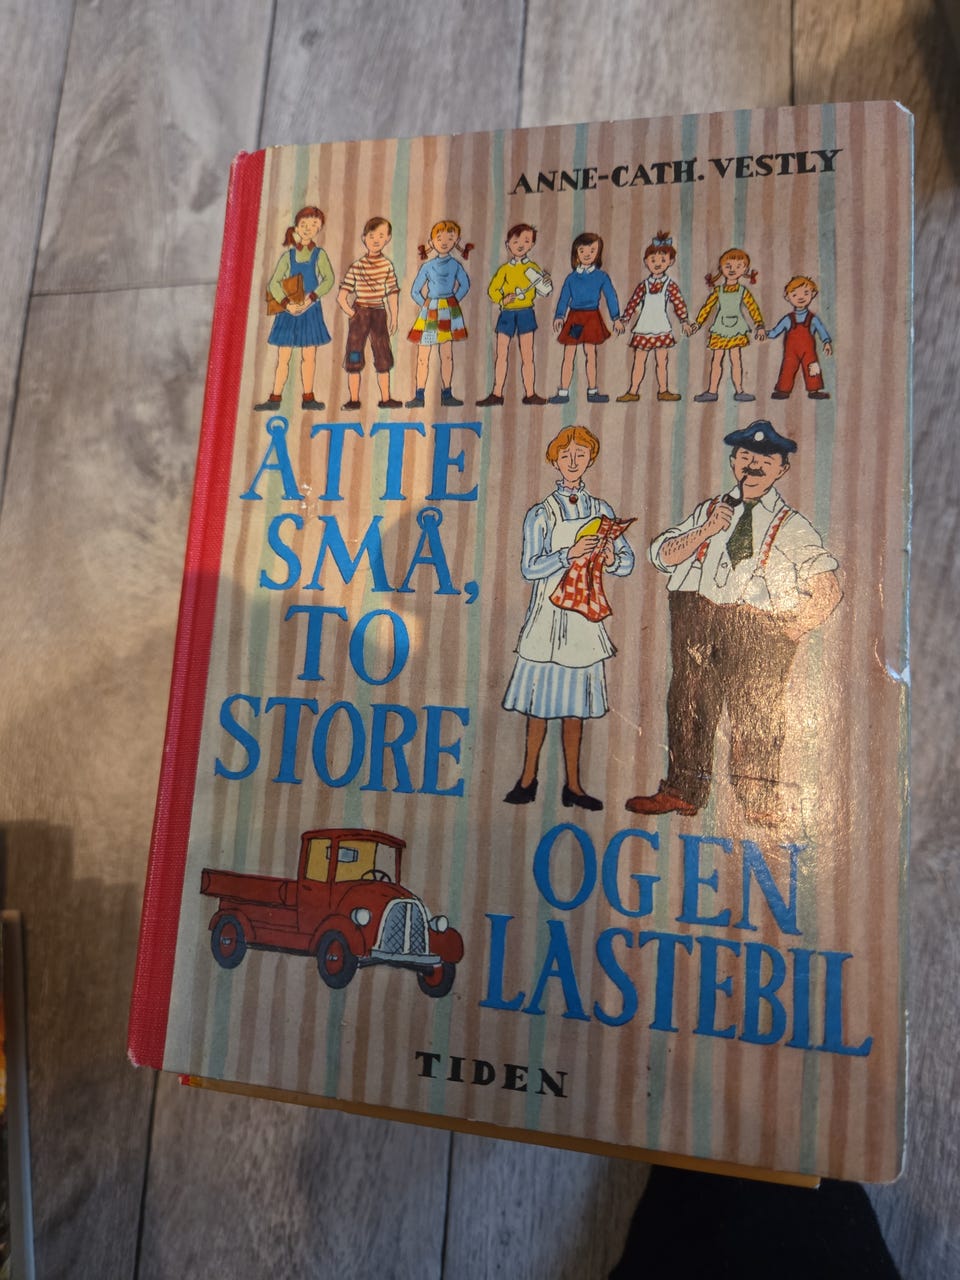 ANNE-CATH. VESTLY
ÅTTE
SMÅ,
TO
STORE
OG EN
LASTEBIL
TIDEN